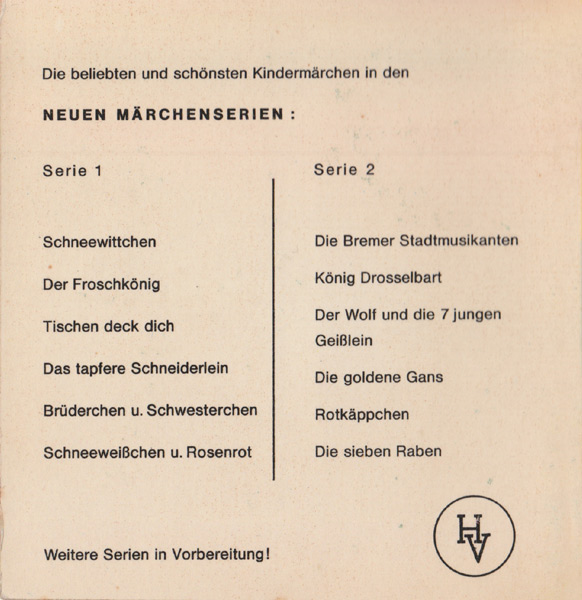 Die beliebten und schönsten Kindermärchen in den
NEUEN MÄRCHENSERIEN :
Serie 1
Schneewittchen
Der Froschkönig
Tischen deck dich
Das tapfere Schneiderlein
Brüderchen u. Schwesterchen
Schneeweißchen u. Rosenrot
Serie 2
Die Bremer Stadtmusikanten
König Drosselbart
Der Wolf und die 7 jungen
Geißlein
Die goldene Gans
Rotkäppchen
Die sieben Raben
Weitere Serien in Vorbereitung!
HV